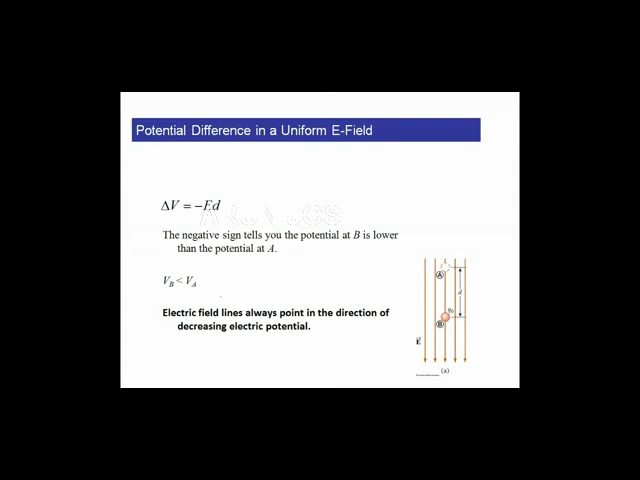 Potential Difference in a Uniform E-Field
ΔV = −Ed
The negative sign tells you the potential at B is lower
than the potential at A.
V_B < V_A
Electric field lines always point in the direction of
decreasing electric potential.
A
d
q₀
B
E⃗
(a)